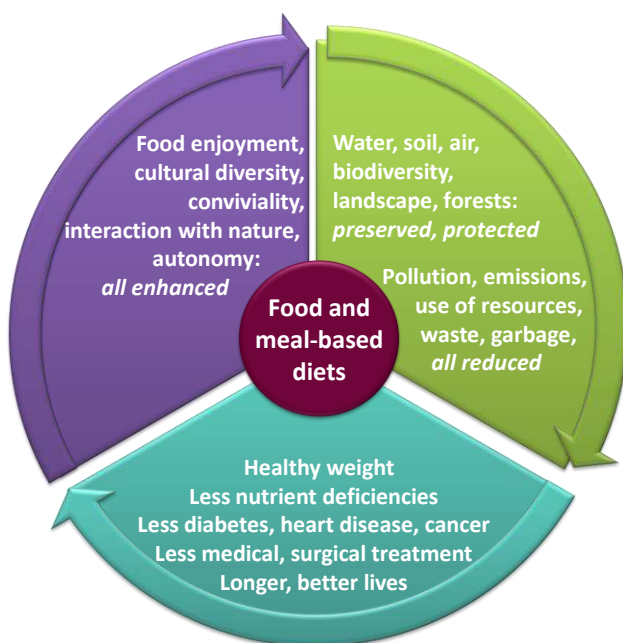 Food enjoyment,
cultural diversity,
conviviality,
interaction with nature,
autonomy:
all enhanced
Water, soil, air,
biodiversity,
landscape, forests:
preserved, protected
Pollution, emissions,
use of resources,
waste, garbage,
all reduced
Food and
meal-based
diets
Healthy weight
Less nutrient deficiencies
Less diabetes, heart disease, cancer
Less medical, surgical treatment
Longer, better lives